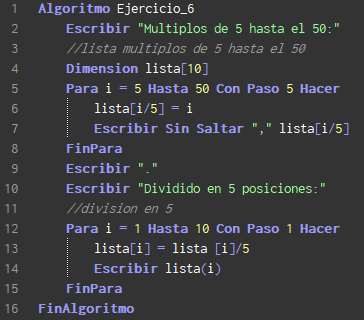 1 Algoritmo Ejercicio_6
2 Escribir "Multiplos de 5 hasta el 50:"
3 //lista multiplos de 5 hasta el 50
4 Dimension lista[10]
5 Para i = 5 Hasta 50 Con Paso 5 Hacer
6 lista[i/5] = i
7 Escribir Sin Saltar "," lista[i/5]
8 FinPara
9 Escribir "."
10 Escribir "Dividido en 5 posiciones:"
11 //division en 5
12 Para i = 1 Hasta 10 Con Paso 1 Hacer
13 lista[i] = lista [i]/5
14 Escribir lista(i)
15 FinPara
16 FinAlgoritmo